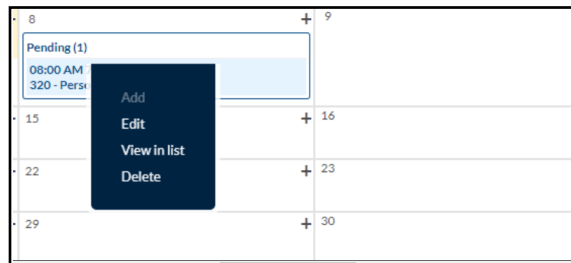 8 + 9
Pending (1)
08:00 AM
320 - Perso
Add
Edit
View in list
Delete
15 + 16
22 + 23
29 + 30